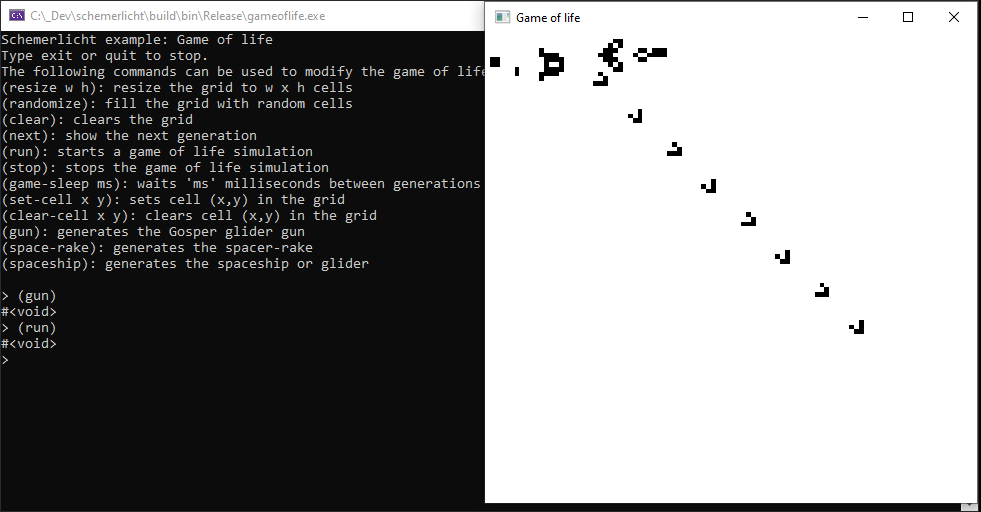 C:\_Dev\schemerlicht\build\bin\Release\gameoflife.exe
Game of life
Schemerlicht example: Game of life
Type exit or quit to stop.
The following commands can be used to modify the game of life
(resize w h): resize the grid to w x h cells
(randomize): fill the grid with random cells
(clear): clears the grid
(next): show the next generation
(run): starts a game of life simulation
(stop): stops the game of life simulation
(game-sleep ms): waits 'ms' milliseconds between generations
(set-cell x y): sets cell (x,y) in the grid
(clear-cell x y): clears cell (x,y) in the grid
(gun): generates the Gosper glider gun
(space-rake): generates the spacer-rake
(spaceship): generates the spaceship or glider
> (gun)
#<void>
> (run)
#<void>
>